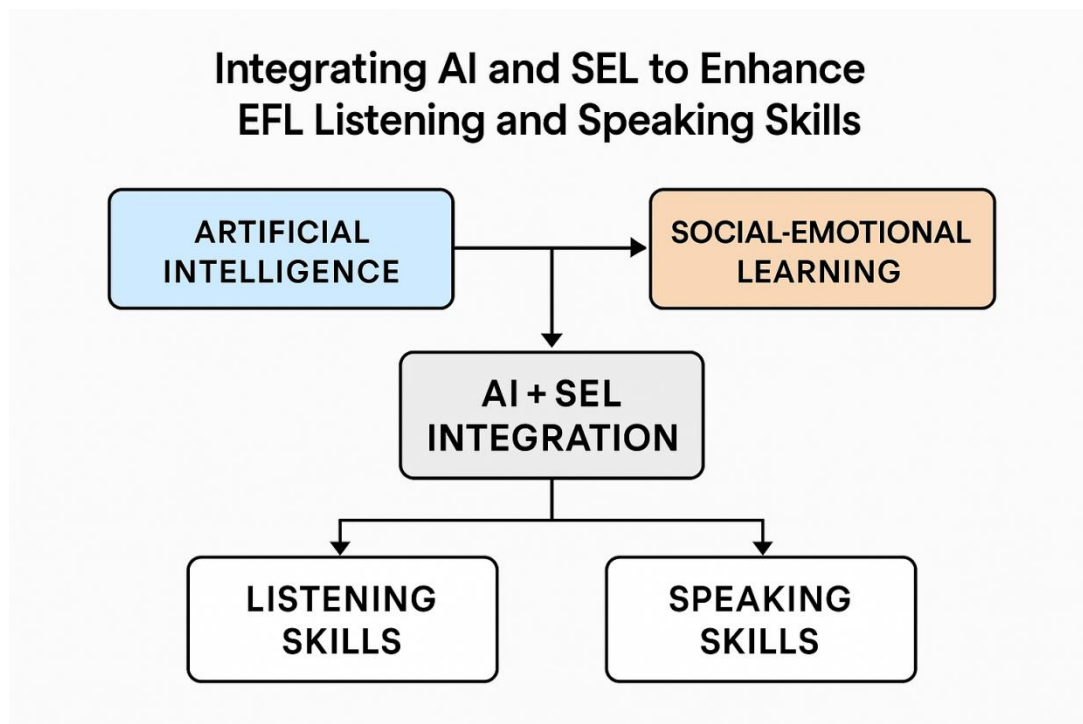 Integrating AI and SEL to Enhance
EFL Listening and Speaking Skills
ARTIFICIAL
INTELLIGENCE
SOCIAL-EMOTIONAL
LEARNING
AI + SEL
INTEGRATION
LISTENING
SKILLS
SPEAKING
SKILLS